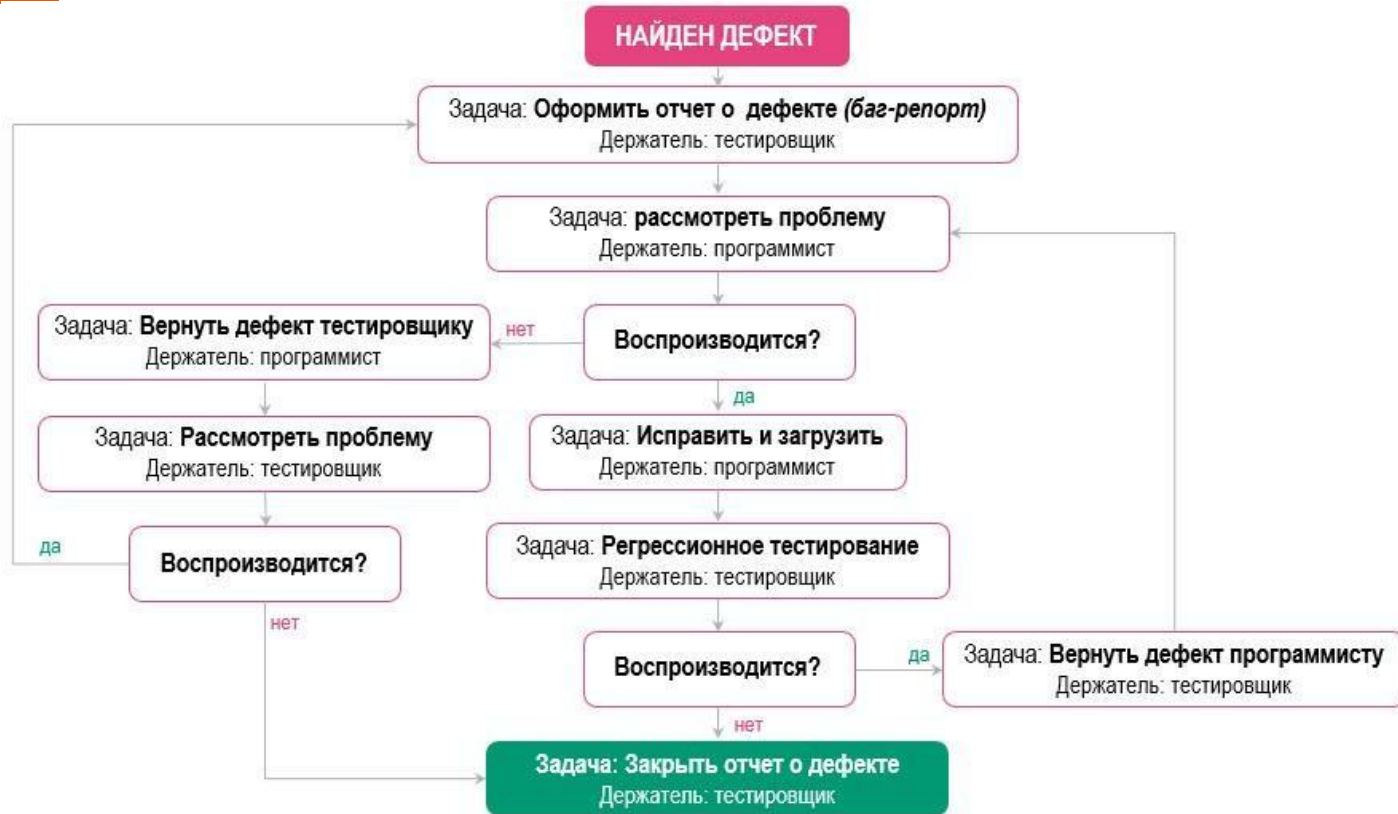 НАЙДЕН ДЕФЕКТ
Задача: Оформить отчет о дефекте (баг-репорт)
Держатель: тестировщик
Задача: рассмотреть проблему
Держатель: программист
Воспроизводится?
нет
Задача: Вернуть дефект тестировщику
Держатель: программист
да
Задача: Рассмотреть проблему
Держатель: тестировщик
Задача: Исправить и загрузить
Держатель: программист
да
Воспроизводится?
нет
Задача: Регрессионное тестирование
Держатель: тестировщик
Воспроизводится?
да
Задача: Вернуть дефект программисту
Держатель: тестировщик
нет
Задача: Закрыть отчет о дефекте
Держатель: тестировщик